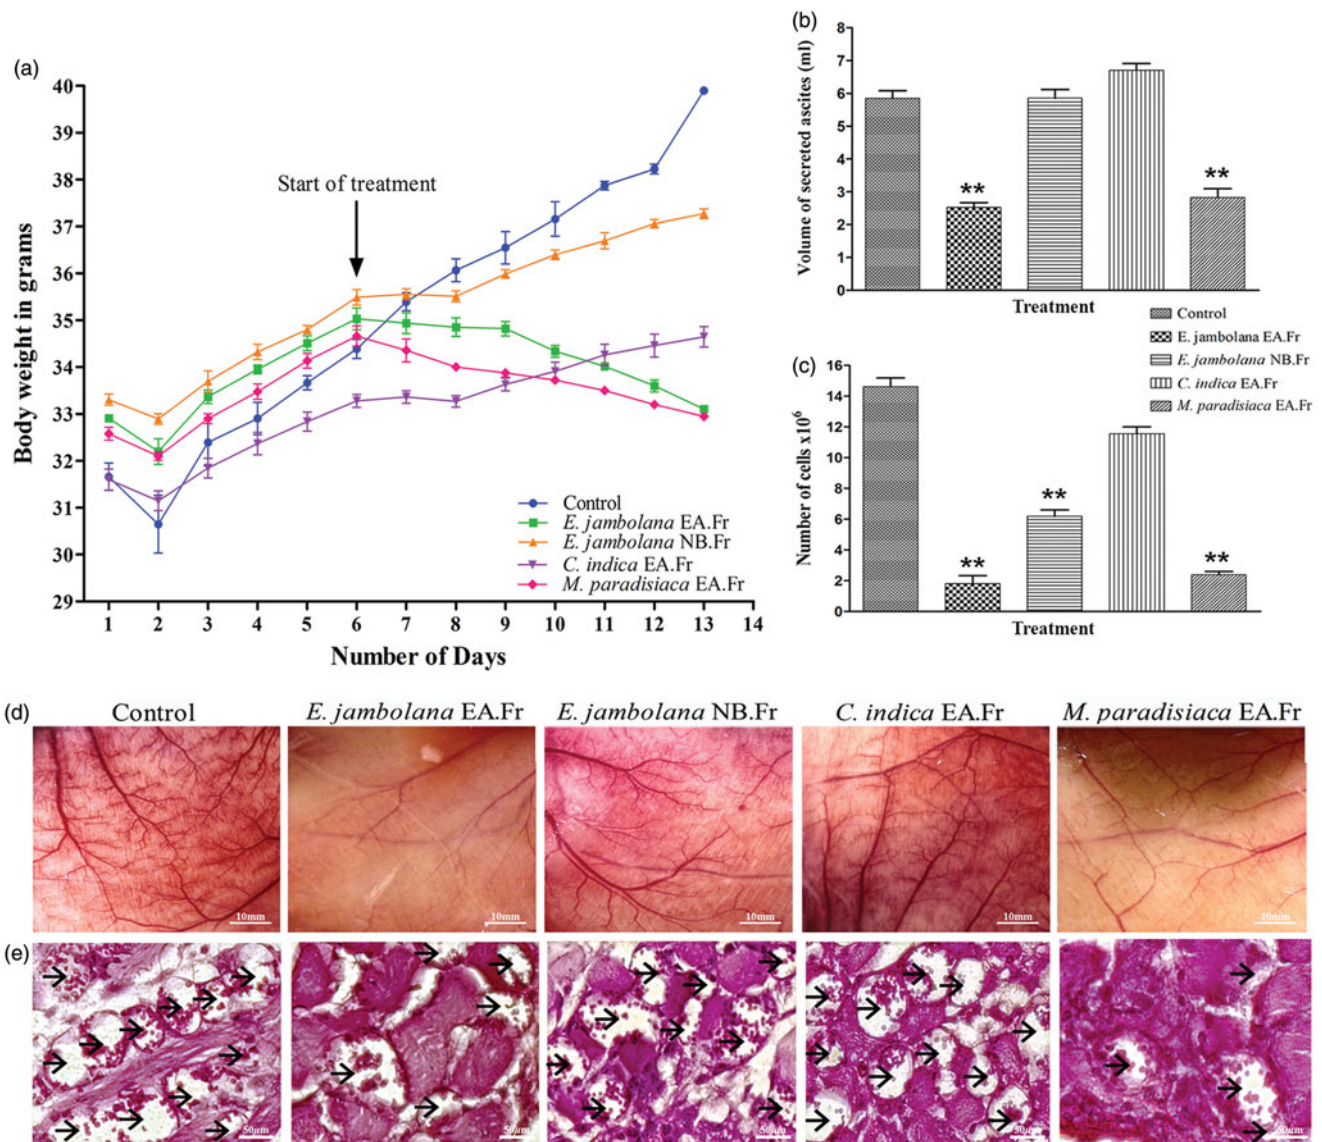 (a)
Body weight in grams
40
39
38
37
36
35
34
33
32
31
30
29
Start of treatment
Control
E. jambolana EA.Fr
E. jambolana NB.Fr
C. indica EA.Fr
M. paradisiaca EA.Fr
1 2 3 4 5 6 7 8 9 10 11 12 13 14
Number of Days
(b)
Volume of secreted ascites (ml)
8
7
6
5
4
3
2
1
0
**
**
Treatment
Control
E. jambolana EA.Fr
E. jambolana NB.Fr
C. indica EA.Fr
M. paradisiaca EA.Fr
(c)
Number of cells x10⁶
14
16
12
10
8
6
4
2
0
**
**
**
Treatment
(d)
Control
E. jambolana EA.Fr
E. jambolana NB.Fr
C. indica EA.Fr
M. paradisiaca EA.Fr
10mm
10mm
10mm
10mm
10mm
(e)
50µm
50µm
50µm
50µm
50µm